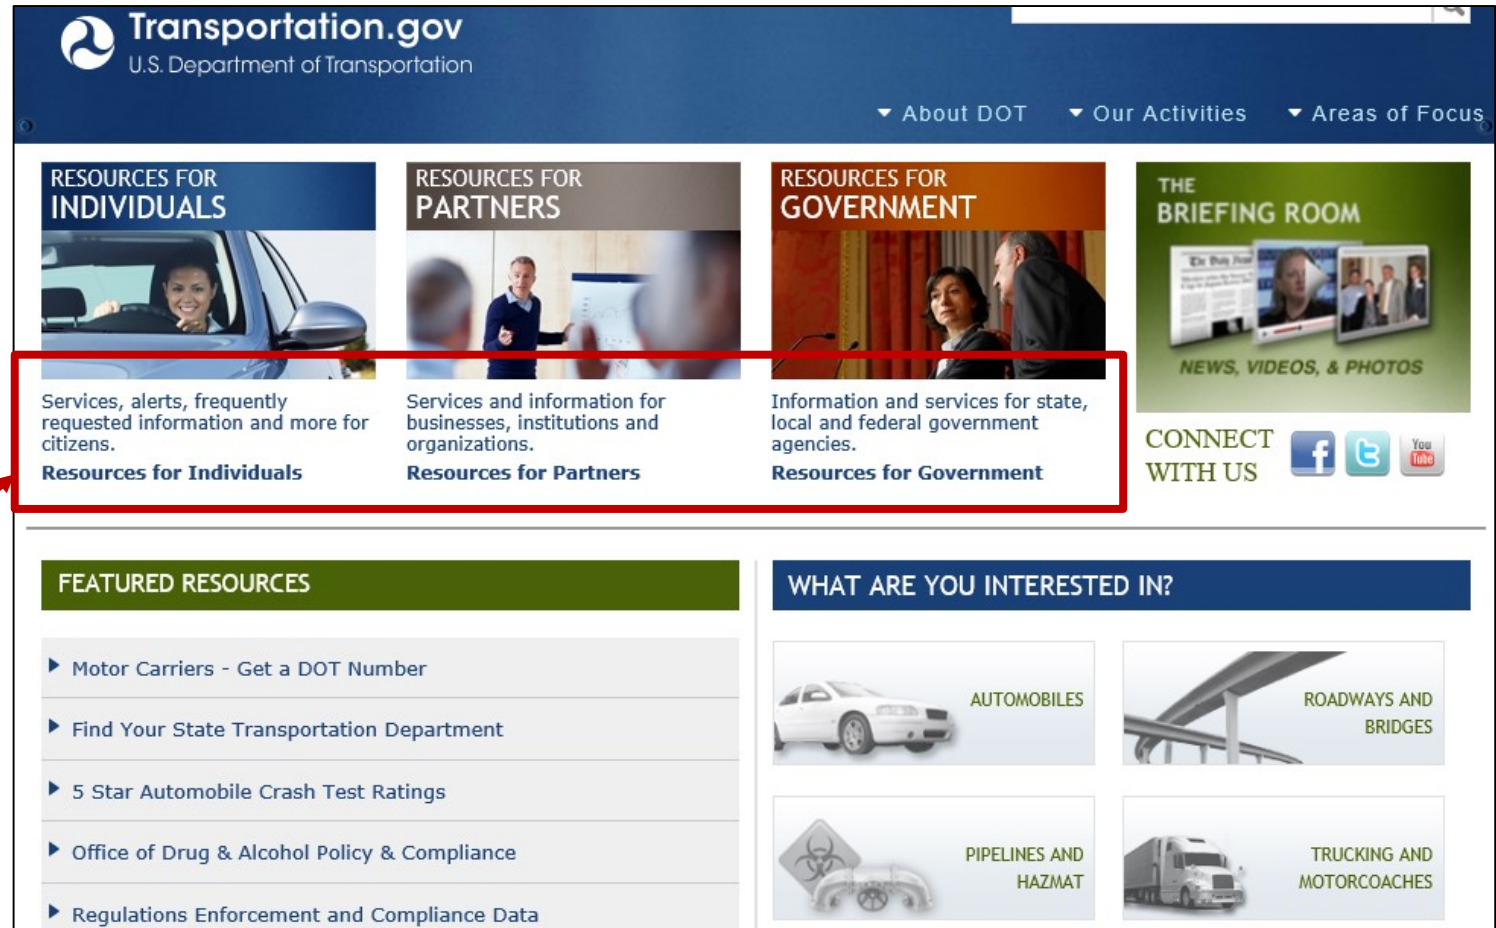 Transportation.gov
U.S. Department of Transportation
About DOT
Our Activities
Areas of Focus
RESOURCES FOR
INDIVIDUALS
Services, alerts, frequently
requested information and more for
citizens.
Resources for Individuals
RESOURCES FOR
PARTNERS
Services and information for
businesses, institutions and
organizations.
Resources for Partners
RESOURCES FOR
GOVERNMENT
Information and services for state,
local and federal government
agencies.
Resources for Government
THE
BRIEFING ROOM
The Daily News
NEWS, VIDEOS, & PHOTOS
CONNECT
WITH US
You
Tube
FEATURED RESOURCES
Motor Carriers - Get a DOT Number
Find Your State Transportation Department
5 Star Automobile Crash Test Ratings
Office of Drug & Alcohol Policy & Compliance
Regulations Enforcement and Compliance Data
WHAT ARE YOU INTERESTED IN?
AUTOMOBILES
ROADWAYS AND
BRIDGES
PIPELINES AND
HAZMAT
TRUCKING AND
MOTORCOACHES